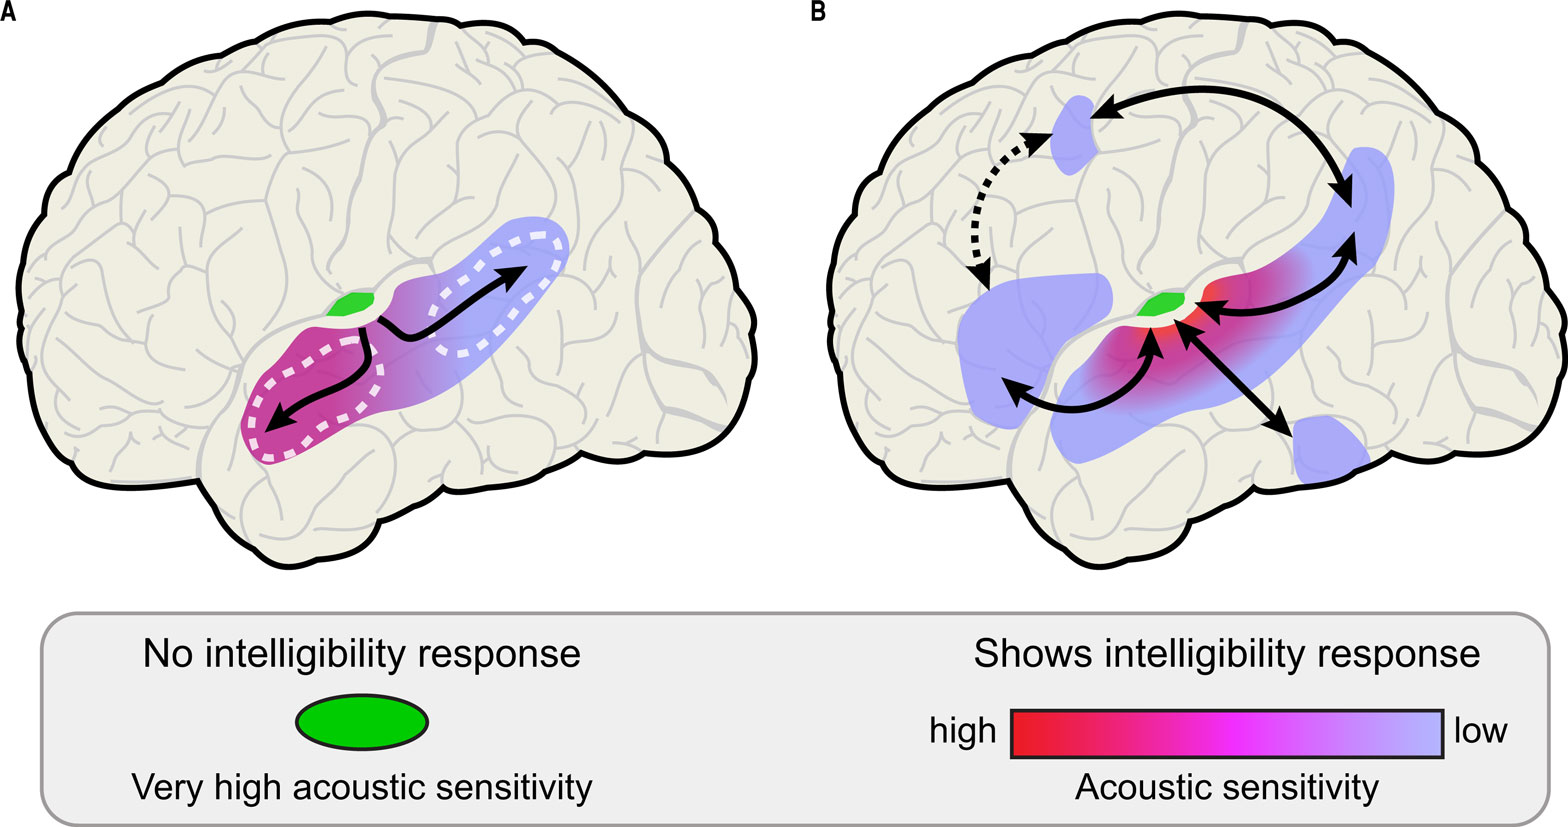 A
B
No intelligibility response
Shows intelligibility response
high
low
Very high acoustic sensitivity
Acoustic sensitivity